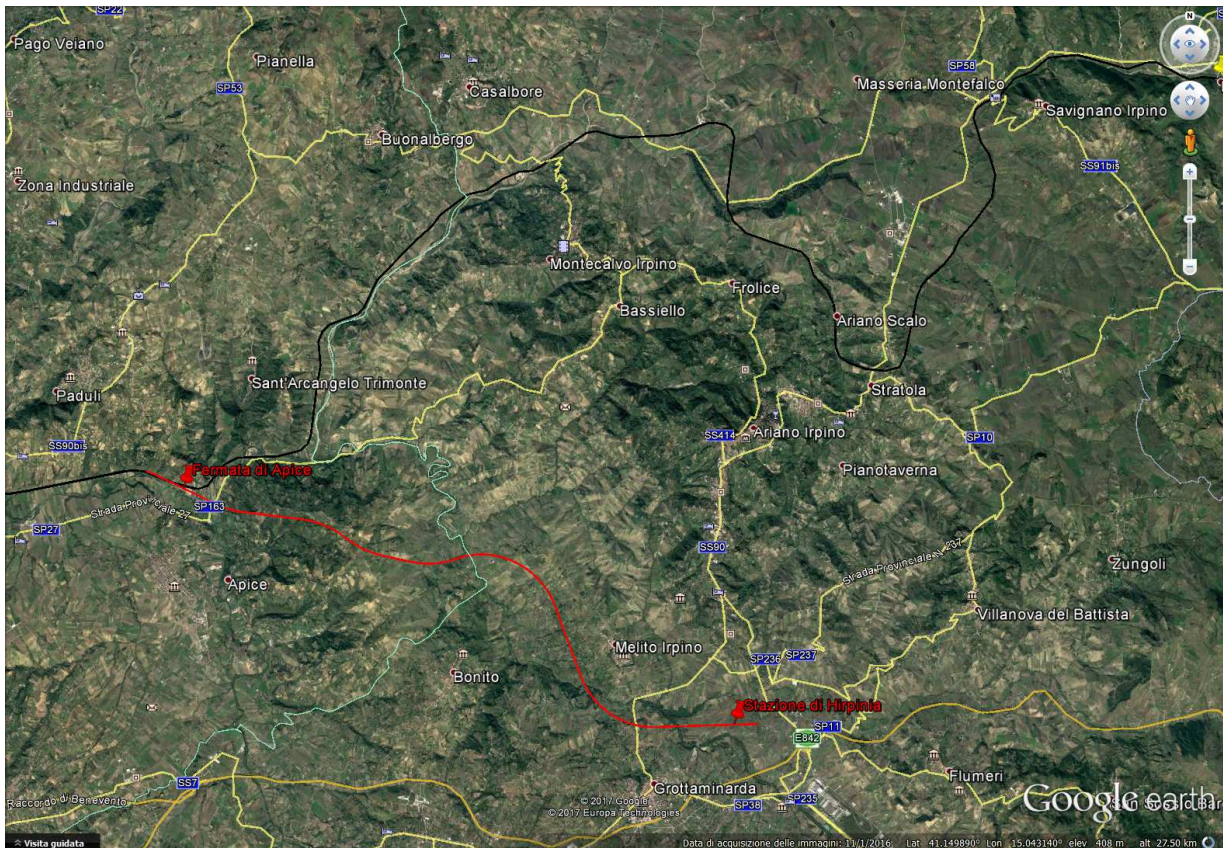 SP22
Pago Veiano
Pianella
SP53
Casalbore
Buonalbergo
Zona Industriale
SP58
Masseria Montefalco
Savignano Irpino
SS91bis
N
Montecalvo Irpino
Frolice
Bassiello
Ariano Scalo
Sant'Arcangelo Trimonte
Paduli
Stratola
SS414
Ariano Irpino
SS90bis
SP10
Fermata di Apice
Pianotaverna
SP163
Strada Provinciale 27
SP27
SS90
Strada Provinciale N. 237
Zungoli
Apice
Villanova del Battista
Melito Irpino
SP236
SP237
Bonito
Stazione di Hirpinia
SP11
E842
SS7
Flumeri
Grottaminarda
Raccordo di Benevento
SP38
SP235
© 2017 Google
© 2017 Europa Technologies
Google earth
San Sossio Bar
Visita guidata
Data di acquisizione delle immagini: 11/1/2016 Lat 41.149890° Lon 15.043140° elev 408 m alt 27.50 km